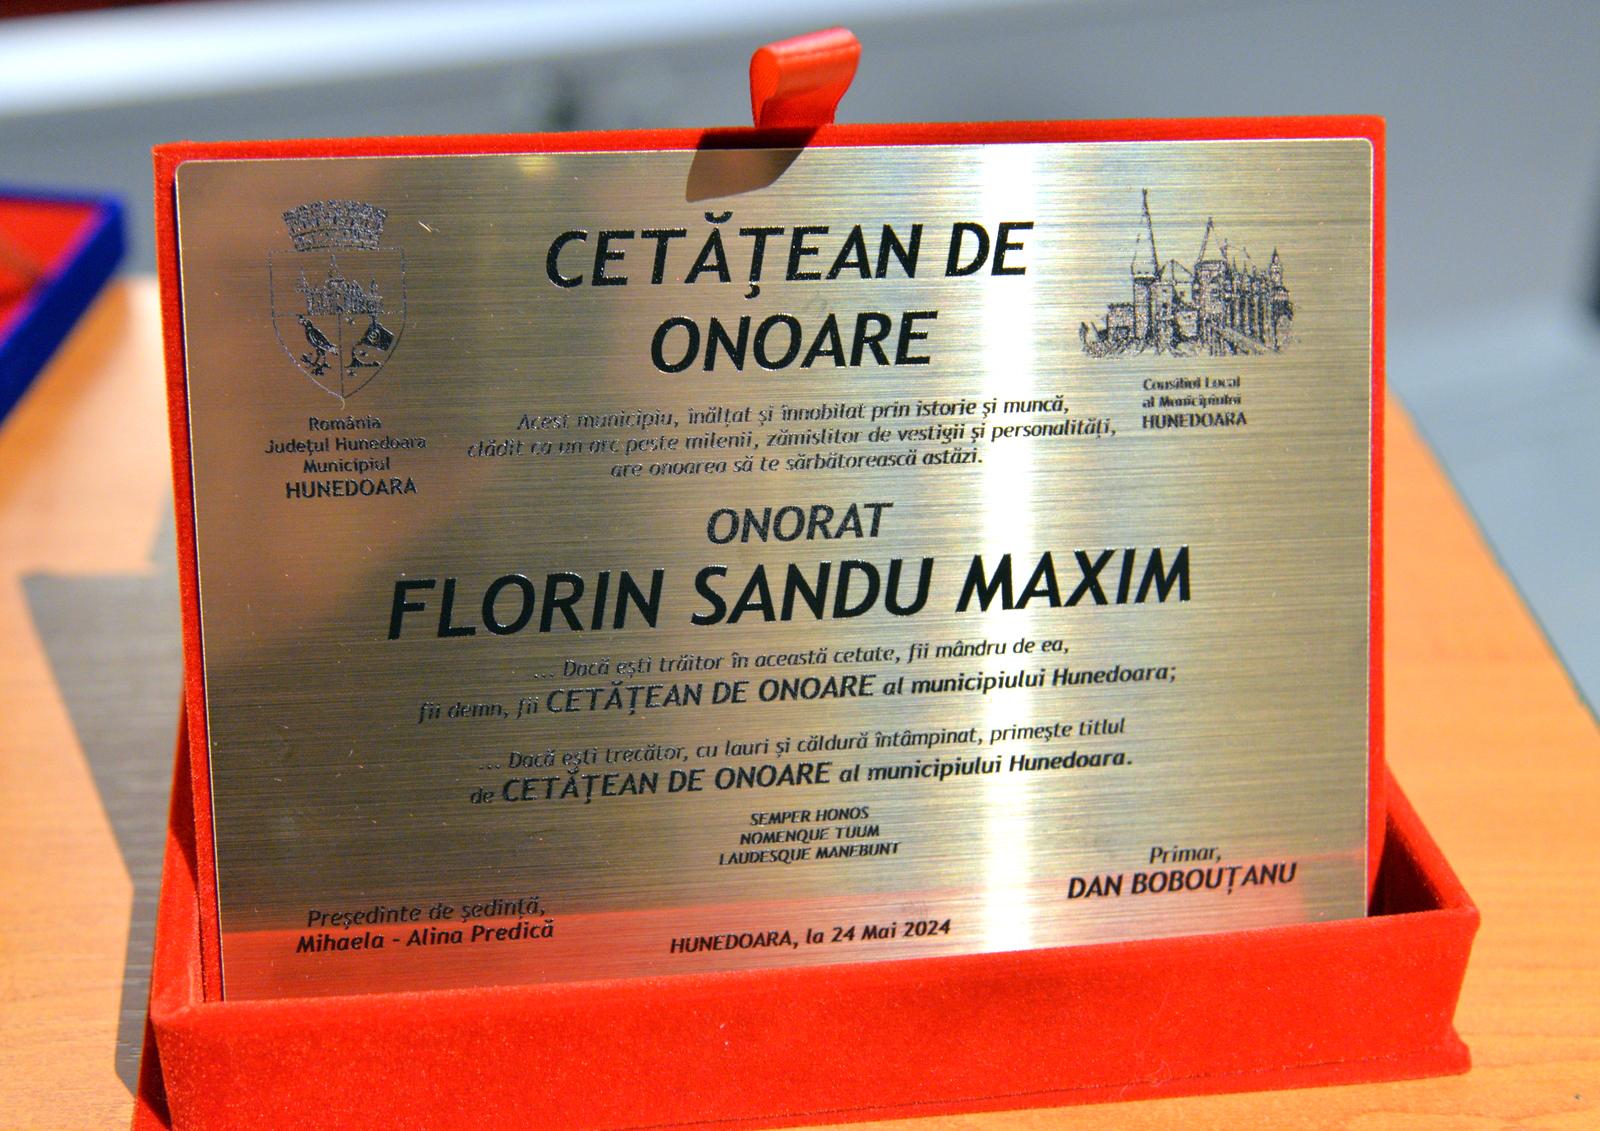 CETĂȚEAN DE
ONOARE
România
Județul Hunedoara
Municipiul
HUNEDOARA
Consiliul Local
al Municipiului
HUNEDOARA
Acest municipiu, înălțat și înnobilat prin istorie și muncă,
clădit ca un arc peste milenii, zămislitor de vestigii și personalități,
are onoarea să te sărbătorească astăzi.
ONORAT
FLORIN SANDU MAXIM
... Dacă ești trăitor în această cetate, fii mândru de ea,
fii demn, fii CETĂȚEAN DE ONOARE al municipiului Hunedoara;
... Dacă ești trecător, cu lauri și căldură întâmpinat, primește titlul
de CETĂȚEAN DE ONOARE al municipiului Hunedoara.
SEMPER HONOS
NOMENQUE TUUM
LAUDESQUE MANEBUNT
Președinte de ședință,
Mihaela - Alina Predică
HUNEDOARA, la 24 Mai 2024
Primar,
DAN BOBOUȚANU